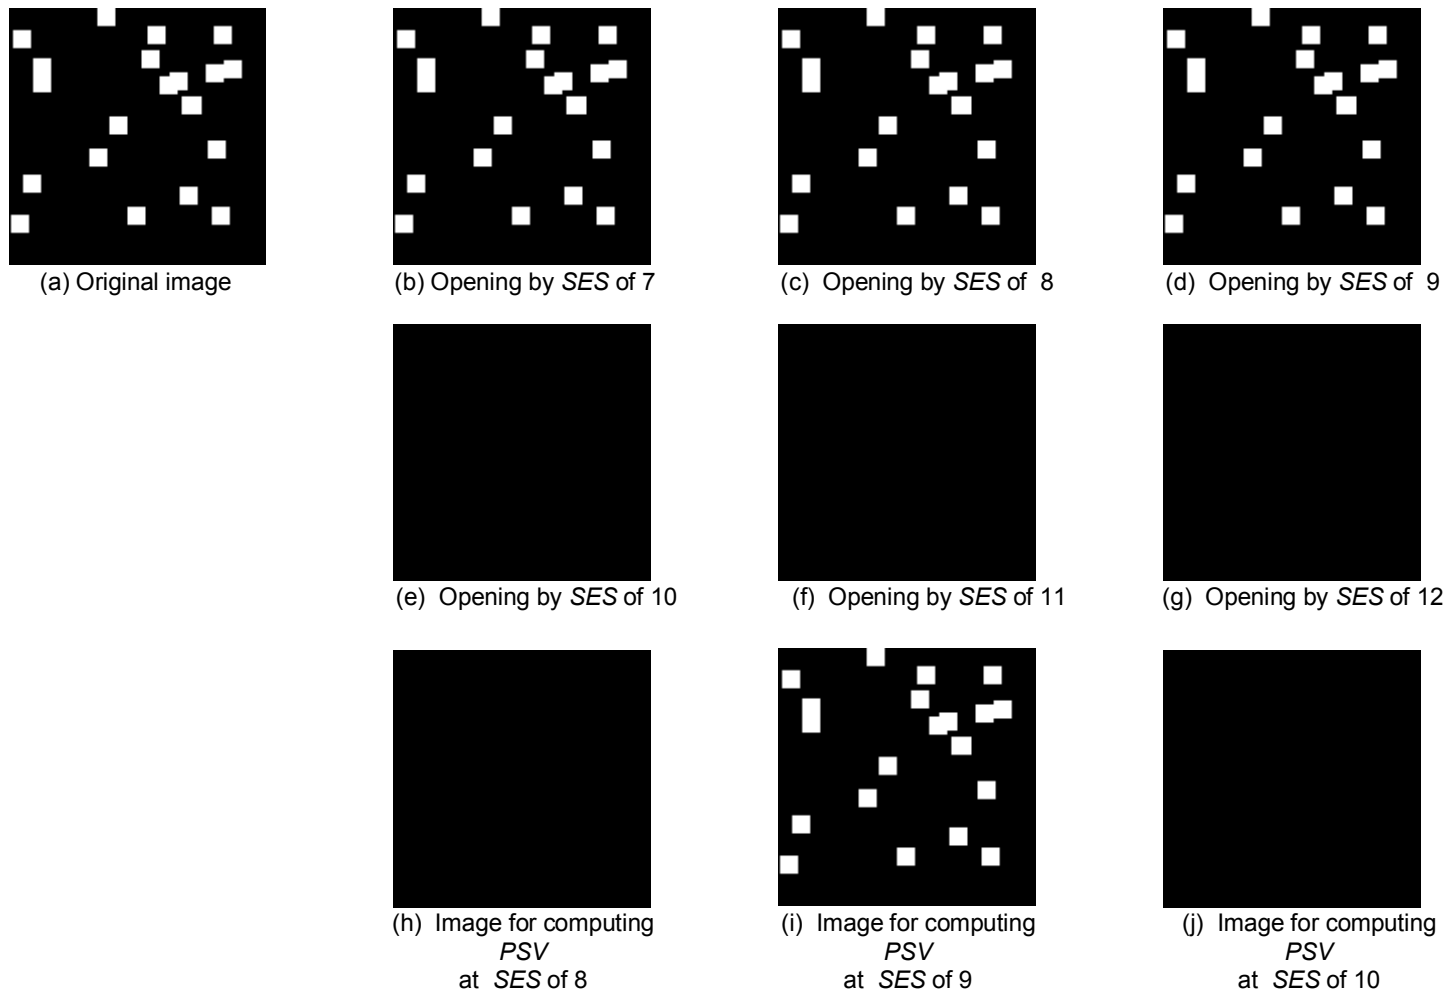 (a) Original image
(b) Opening by SES of 7
(c) Opening by SES of 8
(d) Opening by SES of 9
(e) Opening by SES of 10
(f) Opening by SES of 11
(g) Opening by SES of 12
(h) Image for computing
PSV
at SES of 8
(i) Image for computing
PSV
at SES of 9
(j) Image for computing
PSV
at SES of 10